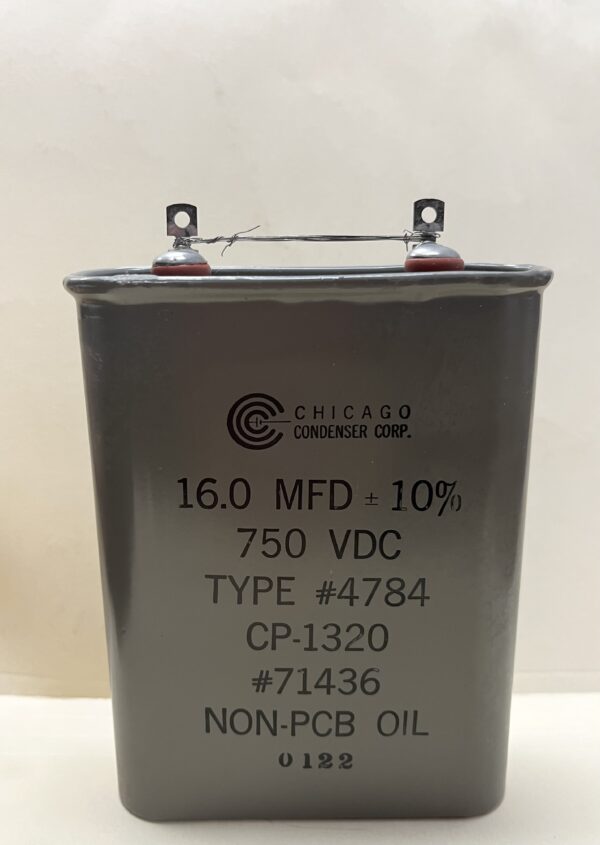 CHICAGO
CONDENSER CORP.
16.0 MFD ± 10%
750 VDC
TYPE #4784
CP-1320
#71436
NON-PCB OIL
0122